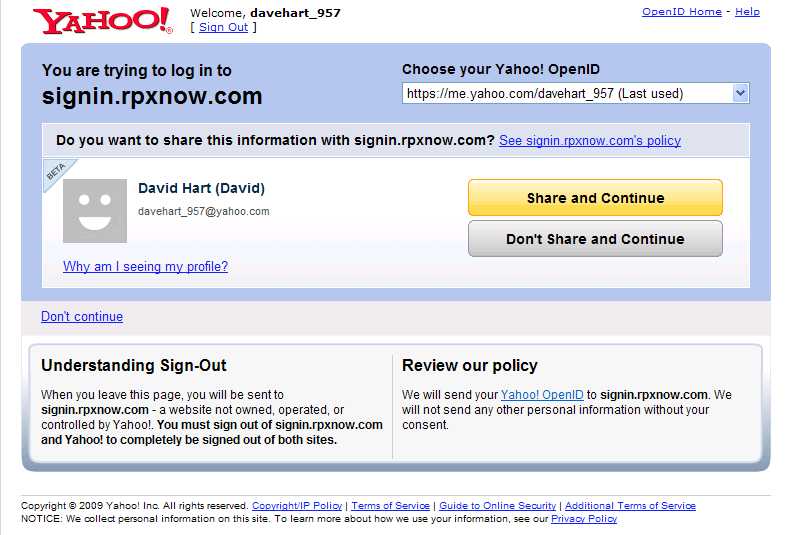 YAHOO!
Welcome, davehart_957
[ Sign Out ]
OpenID Home - Help
You are trying to log in to
signin.rpxnow.com
Choose your Yahoo! OpenID
https://me.yahoo.com/davehart_957 (Last used)
Do you want to share this information with signin.rpxnow.com? See signin.rpxnow.com's policy
BETA
David Hart (David)
davehart_957@yahoo.com
Why am I seeing my profile?
Share and Continue
Don't Share and Continue
Don't continue
Understanding Sign-Out
When you leave this page, you will be sent to
signin.rpxnow.com - a website not owned, operated, or
controlled by Yahoo!. You must sign out of signin.rpxnow.com
and Yahoo! to completely be signed out of both sites.
Review our policy
We will send your Yahoo! OpenID to signin.rpxnow.com. We
will not send any other personal information without your
consent.
Copyright © 2009 Yahoo! Inc. All rights reserved. Copyright/IP Policy | Terms of Service | Guide to Online Security | Additional Terms of Service
NOTICE: We collect personal information on this site. To learn more about how we use your information, see our Privacy Policy